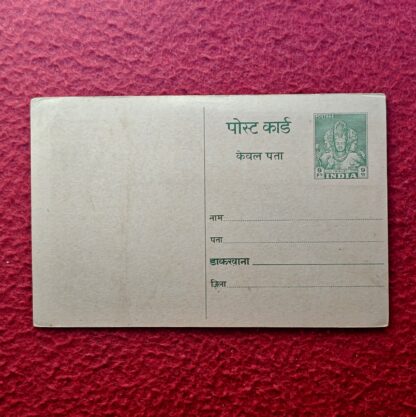 पोस्ट कार्ड
केवल पता
INDIA
नाम
पता
डाकखाना
ज़िला